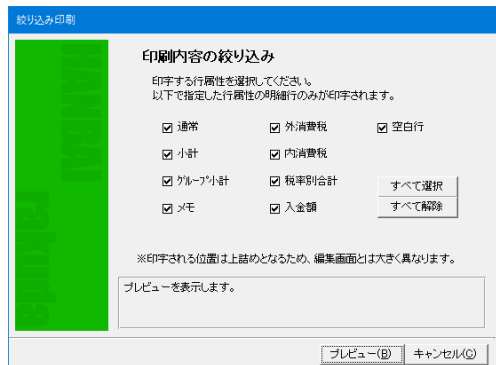 絞り込み印刷
HANBAI
rakuda
印刷内容の絞り込み
印字する行属性を選択してください。
以下で指定した行属性の明細行のみが印字されます。
通常
外消費税
空白行
小計
内消費税
グループ小計
税率別合計
すべて選択
メモ
入金額
すべて解除
※印字される位置は上詰めとなるため、編集画面とは大きく異なります。
プレビューを表示します。
プレビュー(B)
キャンセル(C)